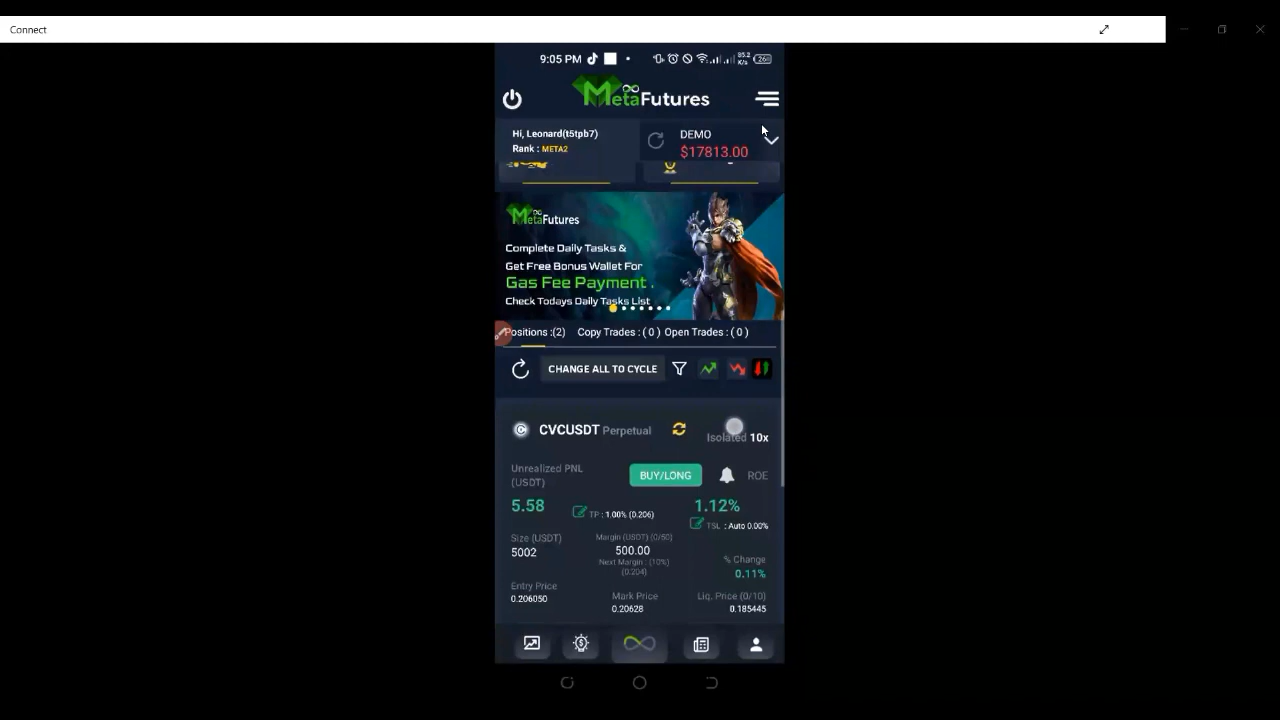 Connect
9:05 PM
85.2
K/s
26
MetaFutures
Hi, Leonard(t5tpb7)
Rank : META2
DEMO
$17813.00
MetaFutures
Complete Daily Tasks &
Get Free Bonus Wallet For
Gas Fee Payment .
Check Todays Daily Tasks List
Positions :(2) Copy Trades : ( 0 ) Open Trades : ( 0 )
CHANGE ALL TO CYCLE
CVCUSDT Perpetual
Isolated 10x
Unrealized PNL
(USDT)
BUY/LONG
ROE
5.58
TP : 1.00% (0.206)
1.12%
TSL : Auto 0.00%
Size (USDT)
5002
Margin (USDT) (0/50)
500.00
Next Margin : (10%)
(0.204)
% Change
0.11%
Entry Price
0.206050
Mark Price
0.20628
Liq. Price (0/10)
0.185445